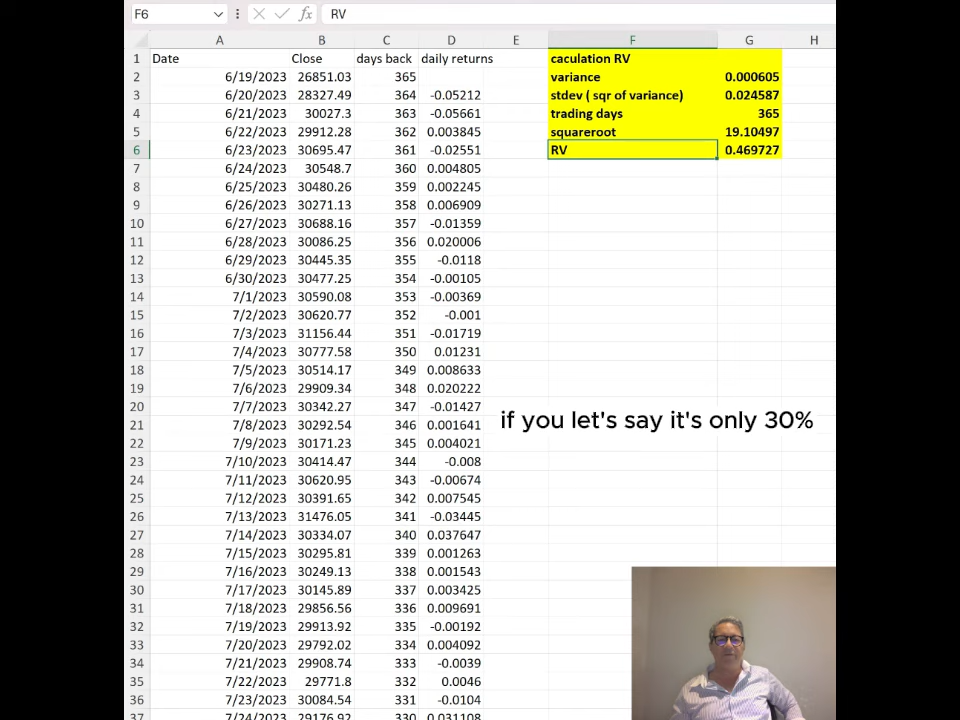 F6 fx RV
A B C D E F G H
1 Date Close days back daily returns caculation RV
2 6/19/2023 26851.03 365 variance 0.000605
3 6/20/2023 28327.49 364 -0.05212 stdev ( sqr of variance) 0.024587
4 6/21/2023 30027.3 363 -0.05661 trading days 365
5 6/22/2023 29912.28 362 0.003845 squareroot 19.10497
6 6/23/2023 30695.47 361 -0.02551 RV 0.469727
7 6/24/2023 30548.7 360 0.004805
8 6/25/2023 30480.26 359 0.002245
9 6/26/2023 30271.13 358 0.006909
10 6/27/2023 30688.16 357 -0.01359
11 6/28/2023 30086.25 356 0.020006
12 6/29/2023 30445.35 355 -0.0118
13 6/30/2023 30477.25 354 -0.00105
14 7/1/2023 30590.08 353 -0.00369
15 7/2/2023 30620.77 352 -0.001
16 7/3/2023 31156.44 351 -0.01719
17 7/4/2023 30777.58 350 0.01231
18 7/5/2023 30514.17 349 0.008633
19 7/6/2023 29909.34 348 0.020222
20 7/7/2023 30342.27 347 -0.01427
21 7/8/2023 30292.54 346 0.001641 if you let's say it's only 30%
22 7/9/2023 30171.23 345 0.004021
23 7/10/2023 30414.47 344 -0.008
24 7/11/2023 30620.95 343 -0.00674
25 7/12/2023 30391.65 342 0.007545
26 7/13/2023 31476.05 341 -0.03445
27 7/14/2023 30334.07 340 0.037647
28 7/15/2023 30295.81 339 0.001263
29 7/16/2023 30249.13 338 0.001543
30 7/17/2023 30145.89 337 0.003425
31 7/18/2023 29856.56 336 0.009691
32 7/19/2023 29913.92 335 -0.00192
33 7/20/2023 29792.02 334 0.004092
34 7/21/2023 29908.74 333 -0.0039
35 7/22/2023 29771.8 332 0.0046
36 7/23/2023 30084.54 331 -0.0104
37 7/24/2023 29176.92 330 0.031108